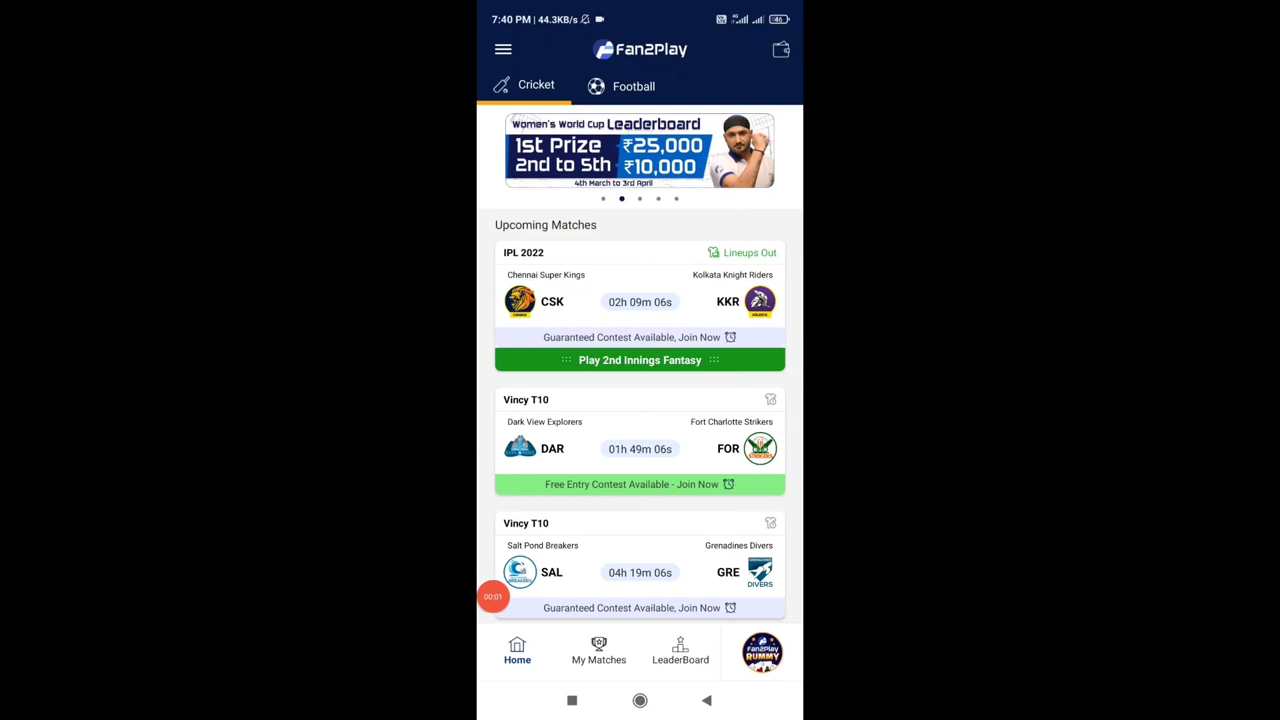 7:40 PM | 44.3KB/s
4G
46
Fan2Play
Cricket
Football
Women's World Cup Leaderboard
1st Prize ₹25,000
2nd to 5th ₹10,000
4th March to 3rd April
Upcoming Matches
IPL 2022
Lineups Out
Chennai Super Kings
Kolkata Knight Riders
CSK
02h 09m 06s
KKR
Guaranteed Contest Available, Join Now
Play 2nd Innings Fantasy
Vincy T10
Dark View Explorers
Fort Charlotte Strikers
DAR
01h 49m 06s
FOR
STRIKERS
Free Entry Contest Available - Join Now
Vincy T10
Salt Pond Breakers
Grenadines Divers
SAL
04h 19m 06s
GRE
DIVERS
00:01
Guaranteed Contest Available, Join Now
Home
My Matches
LeaderBoard
Fan2Play
RUMMY